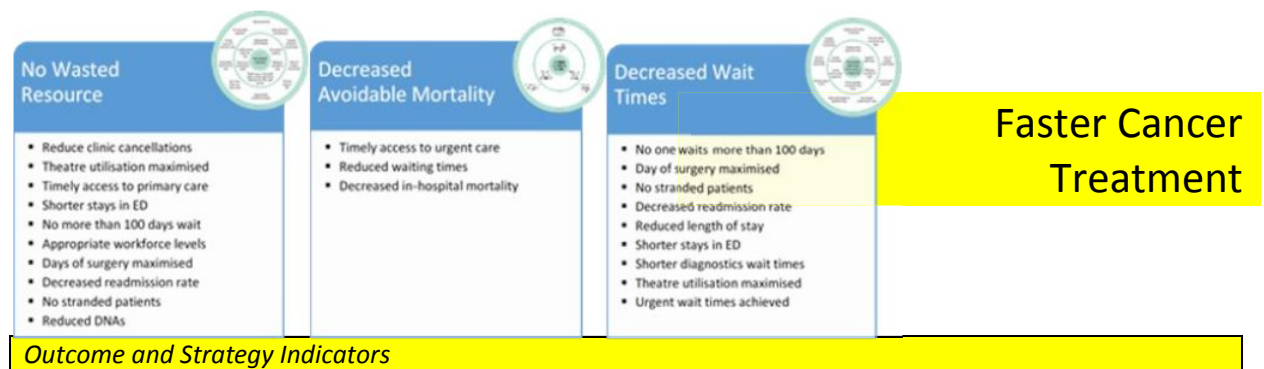 No Wasted
Resource
▪ Reduce clinic cancellations
▪ Theatre utilisation maximised
▪ Timely access to primary care
▪ Shorter stays in ED
▪ No more than 100 days wait
▪ Appropriate workforce levels
▪ Days of surgery maximised
▪ Decreased readmission rate
▪ No stranded patients
▪ Reduced DNAs
Decreased
Avoidable Mortality
▪ Timely access to urgent care
▪ Reduced waiting times
▪ Decreased in-hospital mortality
Decreased Wait
Times
▪ No one waits more than 100 days
▪ Day of surgery maximised
▪ No stranded patients
▪ Decreased readmission rate
▪ Reduced length of stay
▪ Shorter stays in ED
▪ Shorter diagnostics wait times
▪ Theatre utilisation maximised
▪ Urgent wait times achieved
Faster Cancer
Treatment
Outcome and Strategy Indicators